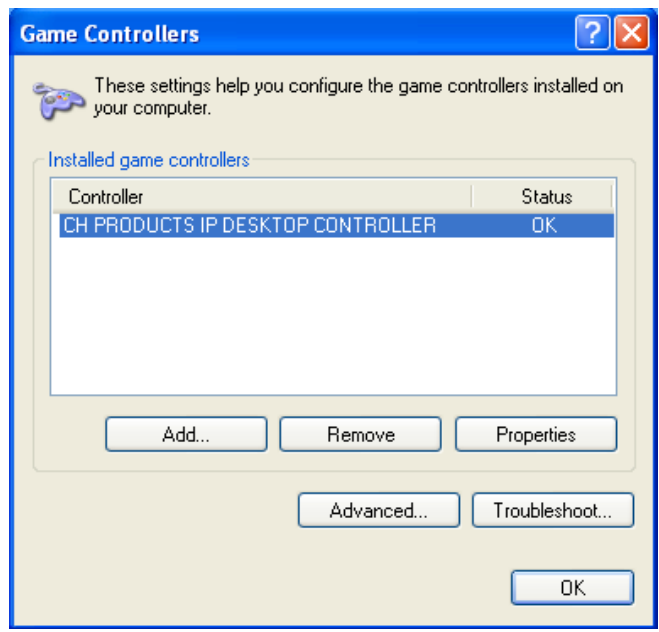 Game Controllers
?
These settings help you configure the game controllers installed on
your computer.
Installed game controllers
Controller Status
CH PRODUCTS IP DESKTOP CONTROLLER OK
Add... Remove Properties
Advanced... Troubleshoot...
OK